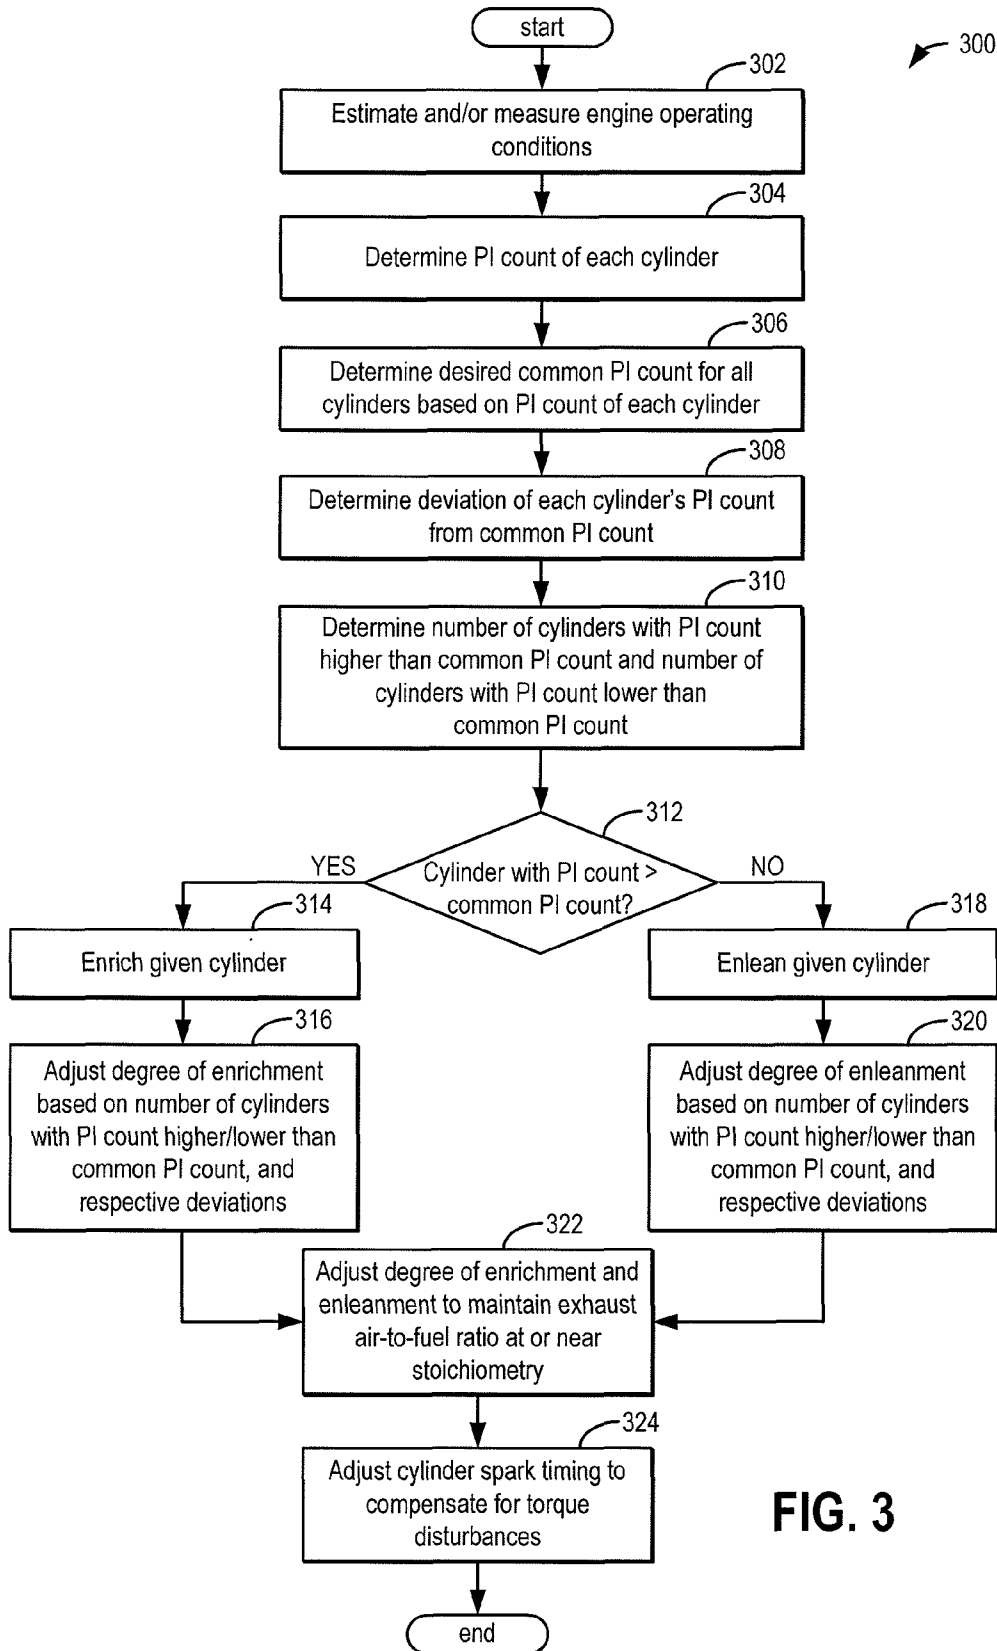 start
300
302
Estimate and/or measure engine operating
conditions
304
Determine PI count of each cylinder
306
Determine desired common PI count for all
cylinders based on PI count of each cylinder
308
Determine deviation of each cylinder's PI count
from common PI count
310
Determine number of cylinders with PI count
higher than common PI count and number of
cylinders with PI count lower than
common PI count
312
Cylinder with PI count >
common PI count?
YES
NO
314
Enrich given cylinder
318
Enlean given cylinder
316
Adjust degree of enrichment
based on number of cylinders
with PI count higher/lower than
common PI count, and
respective deviations
320
Adjust degree of enleanment
based on number of cylinders
with PI count higher/lower than
common PI count, and
respective deviations
322
Adjust degree of enrichment and
enleanment to maintain exhaust
air-to-fuel ratio at or near
stoichiometry
324
Adjust cylinder spark timing to
compensate for torque
disturbances
end
FIG. 3